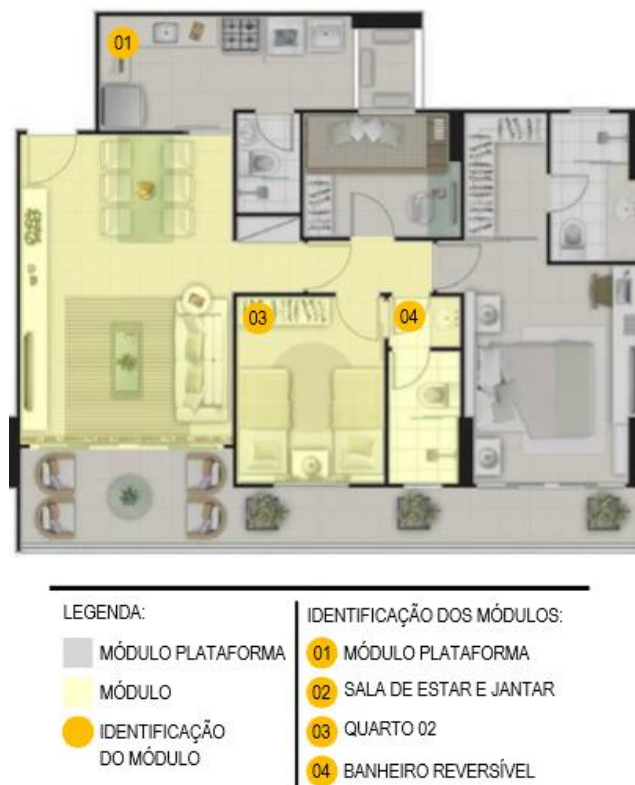 01
03
04
LEGENDA:
MÓDULO PLATAFORMA
MÓDULO
IDENTIFICAÇÃO
DO MÓDULO
IDENTIFICAÇÃO DOS MÓDULOS:
01 MÓDULO PLATAFORMA
02 SALA DE ESTAR E JANTAR
03 QUARTO 02
04 BANHEIRO REVERSÍVEL